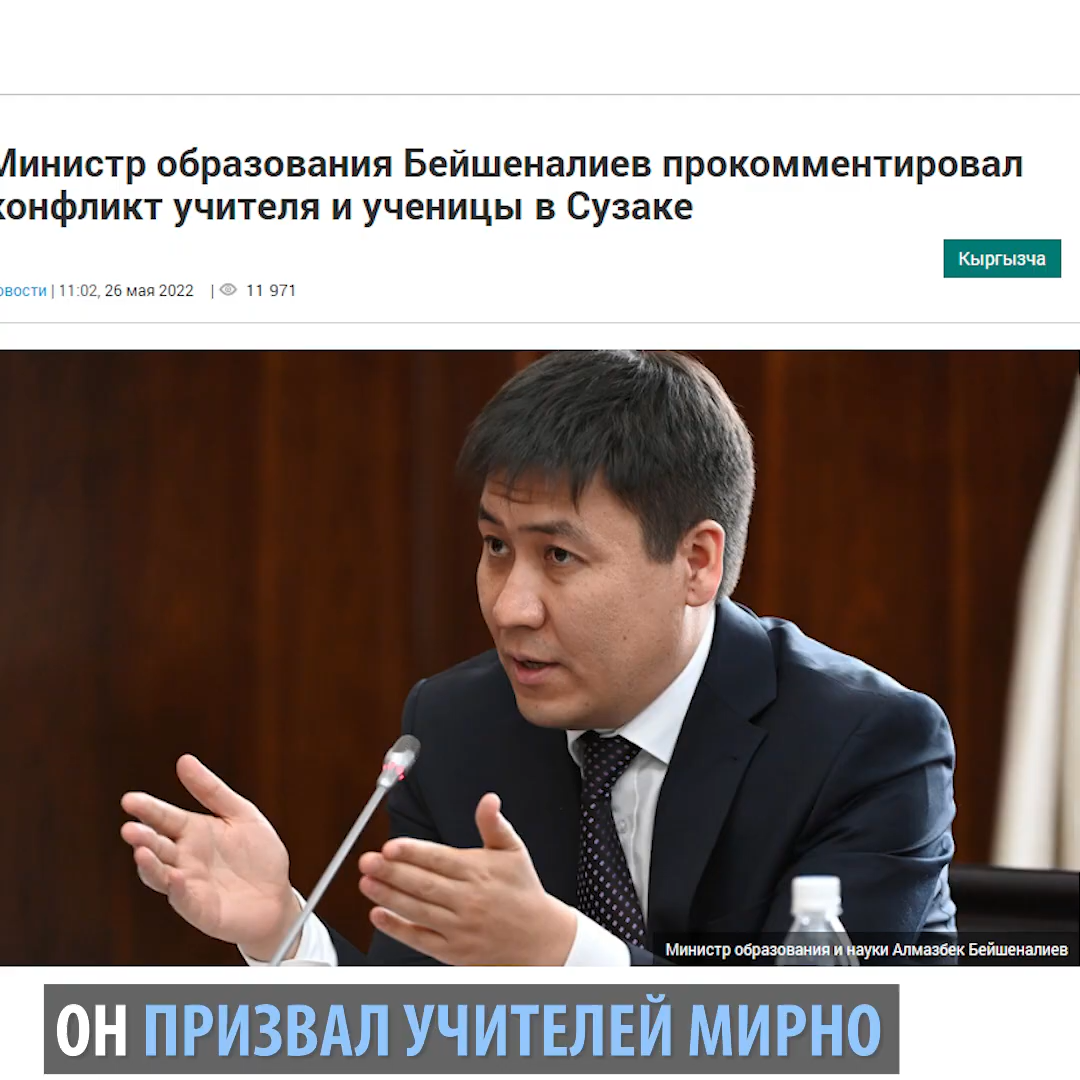 Министр образования Бейшеналиев прокомментировал
конфликт учителя и ученицы в Сузаке
Кыргызча
овости | 11:02, 26 мая 2022 | 11 971
Министр образования и науки Алмазбек Бейшеналиев
ОН ПРИЗВАЛ УЧИТЕЛЕЙ МИРНО